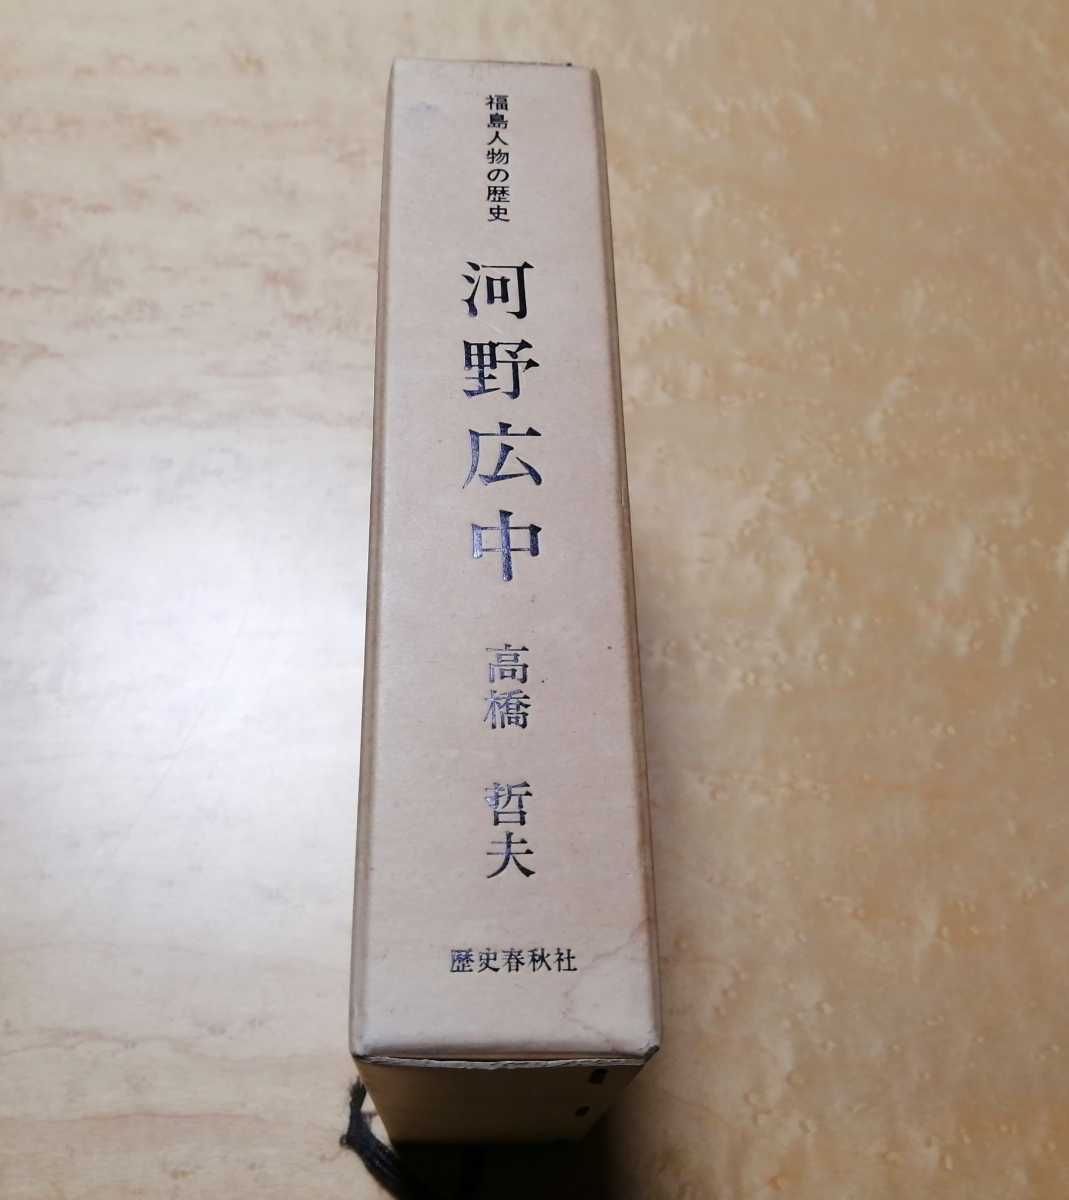 福島人物の歴史
河野広中
高橋 哲夫
歴史春秋社